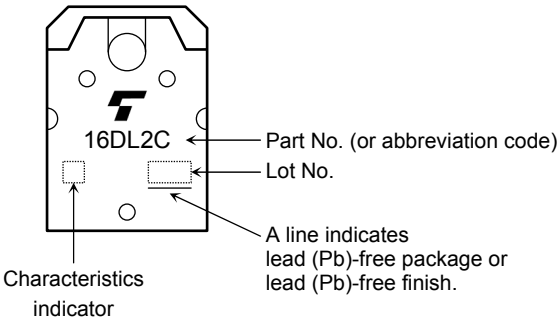 16DL2C
Part No. (or abbreviation code)
Lot No.
A line indicates
lead (Pb)-free package or
lead (Pb)-free finish.
Characteristics
indicator